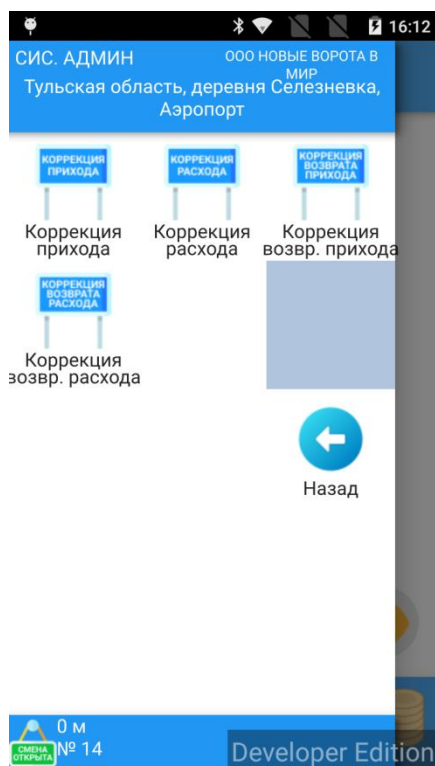 16:12
СИС. АДМИН
ООО НОВЫЕ ВОРОТА В
МИР
Тульская область, деревня Селезневка,
Аэропорт
КОРРЕКЦИЯ
ПРИХОДА
КОРРЕКЦИЯ
РАСХОДА
КОРРЕКЦИЯ
ВОЗВРАТА
ПРИХОДА
Коррекция
прихода
Коррекция
расхода
Коррекция
возвр. прихода
КОРРЕКЦИЯ
ВОЗВРАТА
РАСХОДА
Коррекция
возвр. расхода
Назад
0 м
СМЕНА
ОТКРЫТА
№ 14
Developer Edition